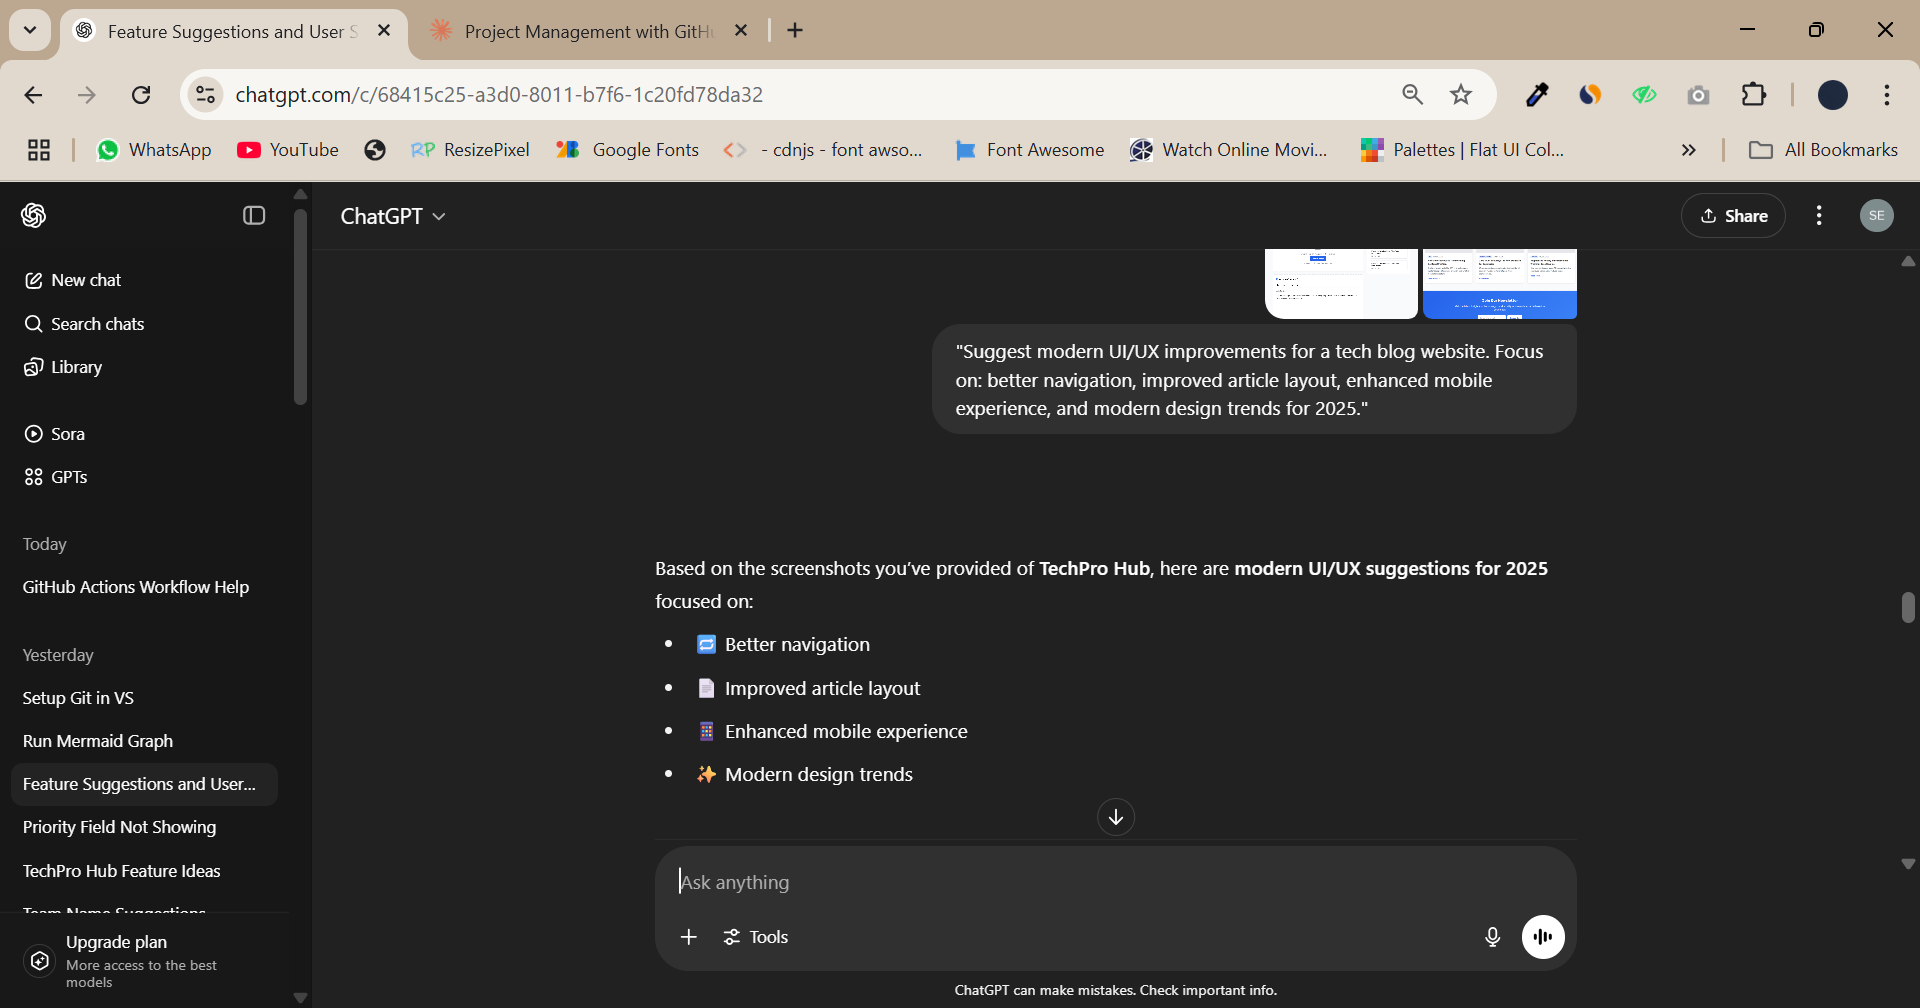 Feature Suggestions and User S
Project Management with GitHu
chatgpt.com/c/68415c25-a3d0-8011-b7f6-1c20fd78da32
WhatsApp
YouTube
RP ResizePixel
Google Fonts
- cdnjs - font awso...
Font Awesome
Watch Online Movi...
Palettes | Flat UI Col...
All Bookmarks
ChatGPT
Share
SE
New chat
Search chats
Library
Sora
GPTs
Today
GitHub Actions Workflow Help
Yesterday
Setup Git in VS
Run Mermaid Graph
Feature Suggestions and User...
Priority Field Not Showing
TechPro Hub Feature Ideas
Team Name Suggestions
Upgrade plan
More access to the best
models
"Suggest modern UI/UX improvements for a tech blog website. Focus
on: better navigation, improved article layout, enhanced mobile
experience, and modern design trends for 2025."
Based on the screenshots you've provided of TechPro Hub, here are modern UI/UX suggestions for 2025
focused on:
• Better navigation
• Improved article layout
• Enhanced mobile experience
• Modern design trends
Ask anything
Tools
ChatGPT can make mistakes. Check important info.